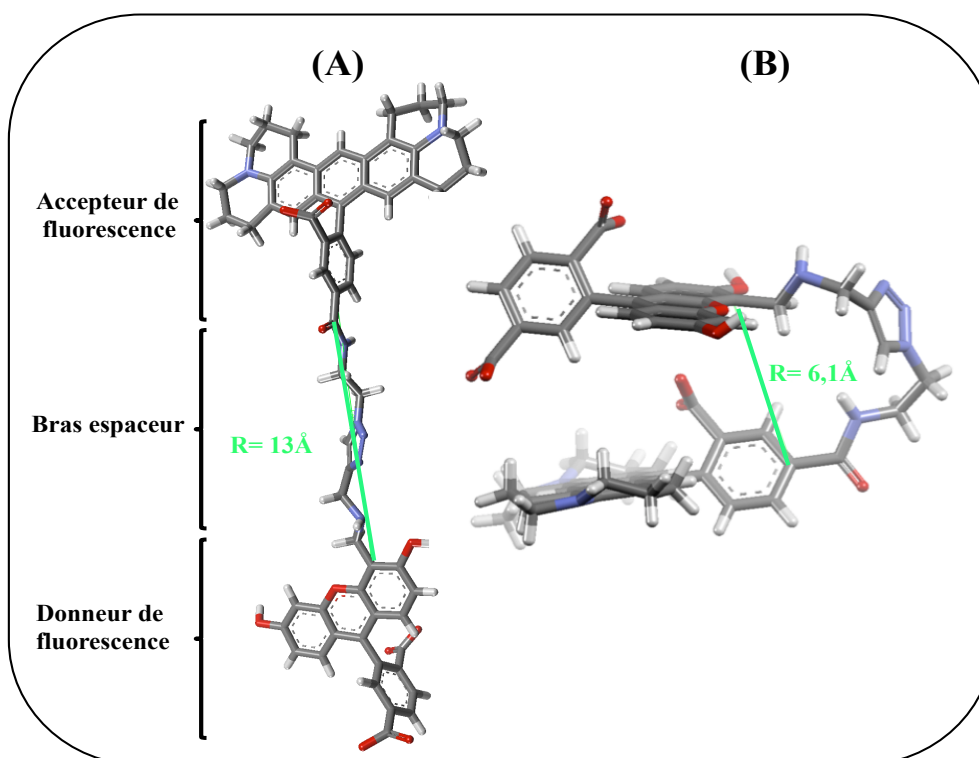 (A)
(B)
Accepteur de
fluorescence
Bras espaceur
R= 13Å
R= 6,1Å
Donneur de
fluorescence